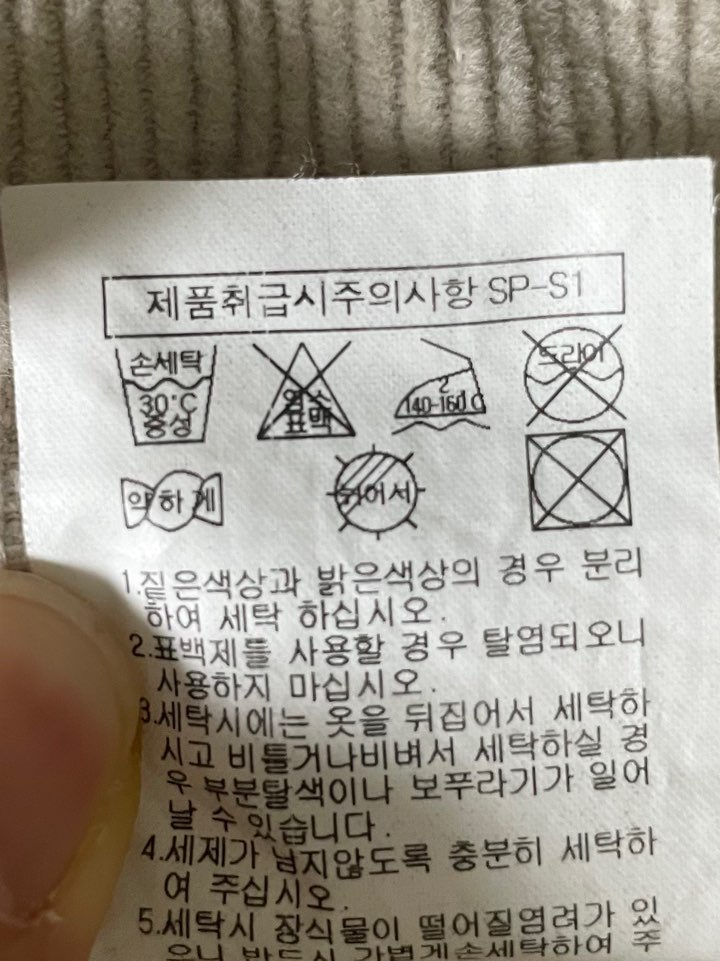 제품취급시주의사항 SP-S1
손세탁
30°C
중성
염소
표백
2
140-160°C
드라이
약하게
뉘어서
1.짙은색상과 밝은색상의 경우 분리
하여 세탁 하십시오.
2.표백제를 사용할 경우 탈염되오니
사용하지 마십시오.
3.세탁시에는 옷을 뒤집어서 세탁하
시고 비틀거나비벼서 세탁하실 경
우 부분탈색이나 보푸라기가 일어
날 수 있습니다.
4.세제가 남지않도록 충분히 세탁하
여 주십시오.
5.세탁시 장식물이 떨어질염려가 있
으니 반드시 가볍게손세탁하여 주